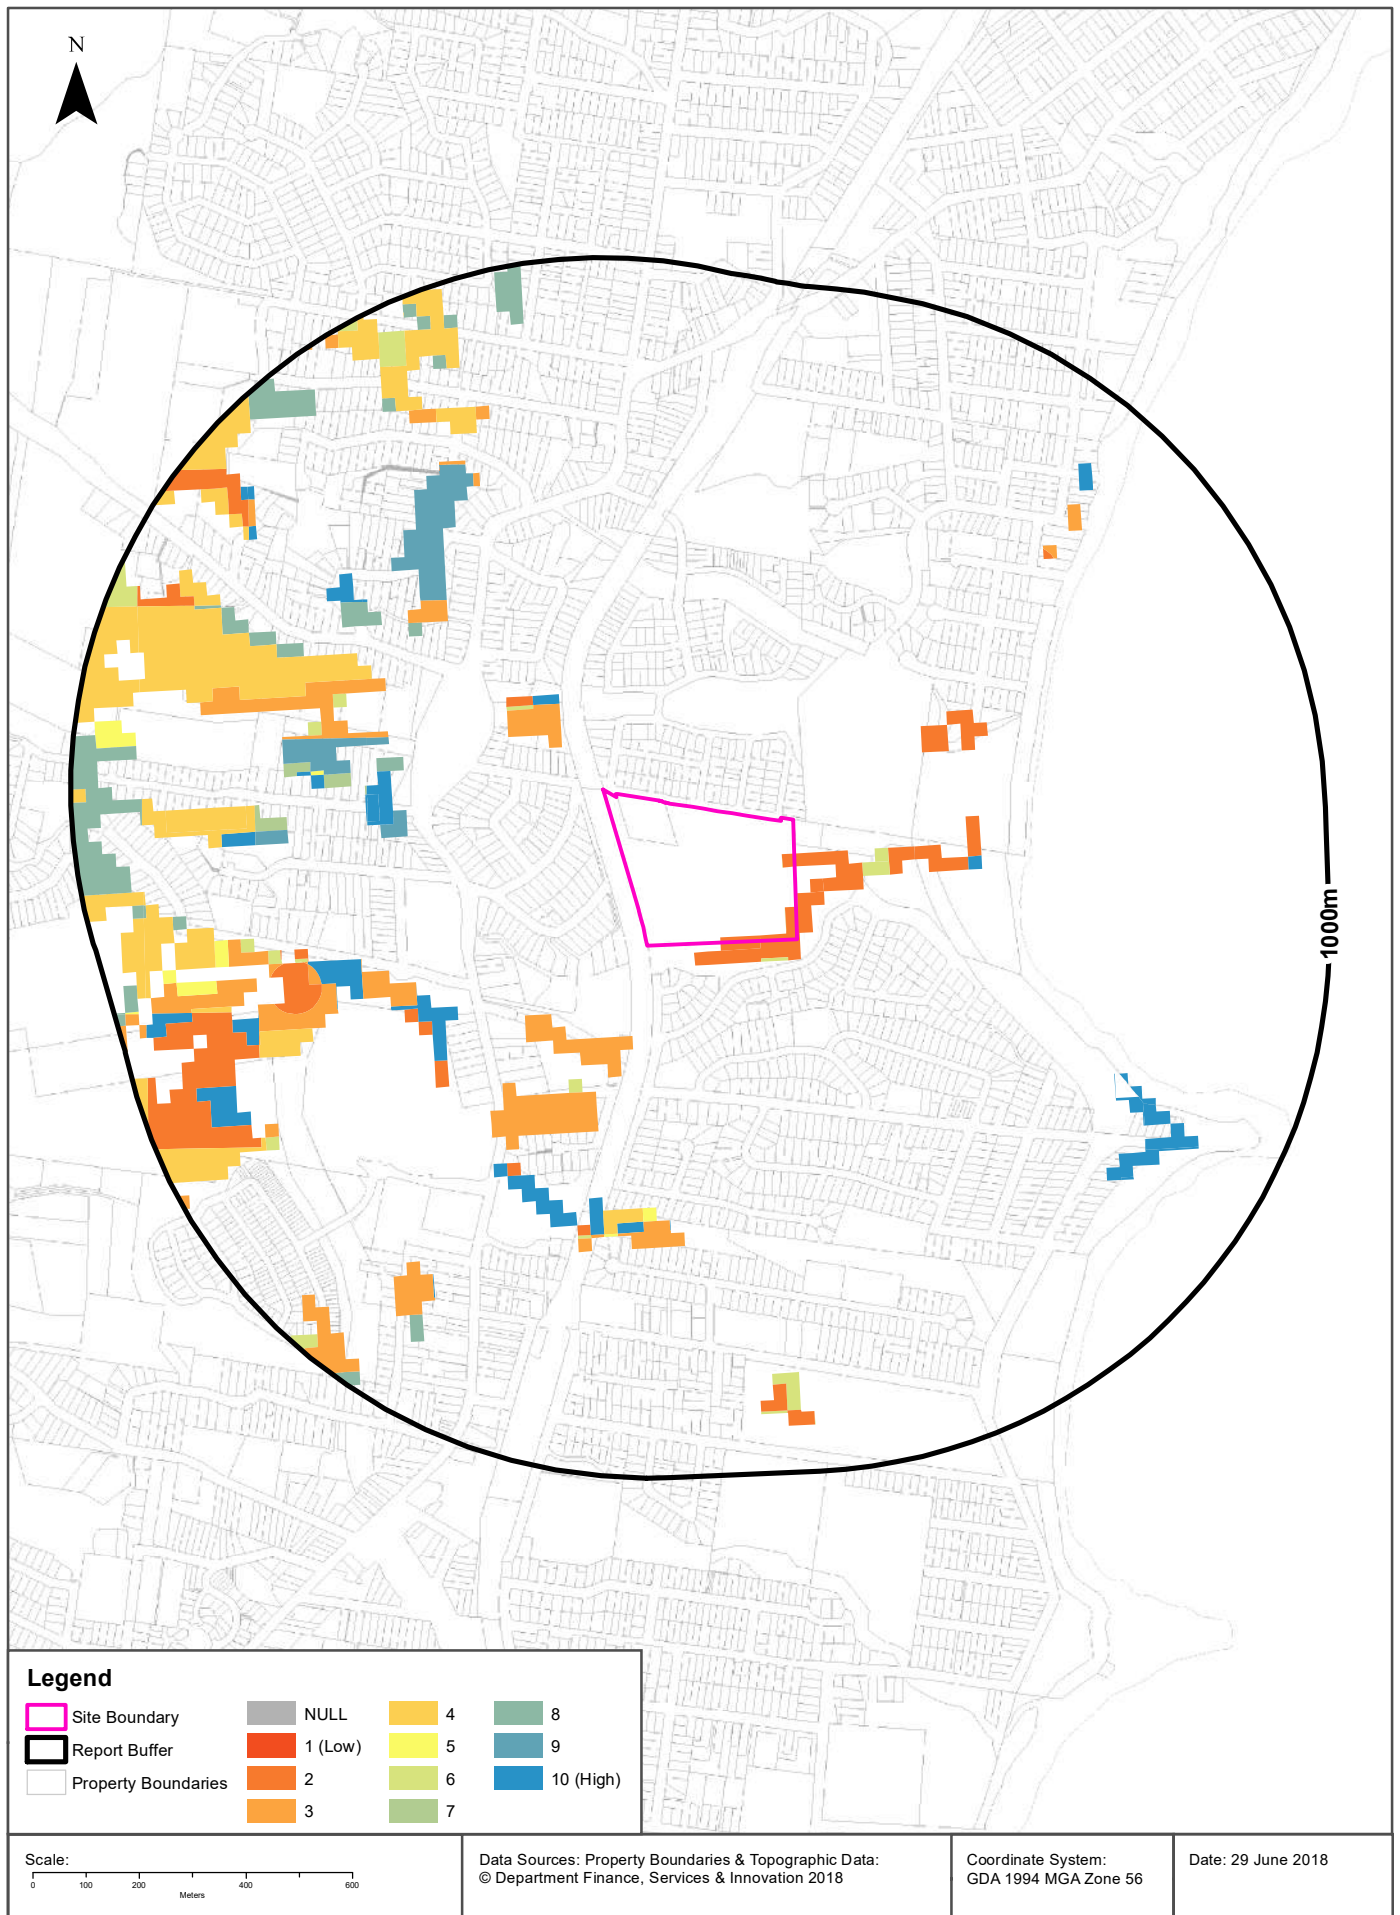 N
1000m
Legend
Site Boundary
Report Buffer
Property Boundaries
NULL
1 (Low)
2
3
4
5
6
7
8
9
10 (High)
Scale:
0 100 200 400 600
Meters
Data Sources: Property Boundaries & Topographic Data:
© Department Finance, Services & Innovation 2018
Coordinate System:
GDA 1994 MGA Zone 56
Date: 29 June 2018